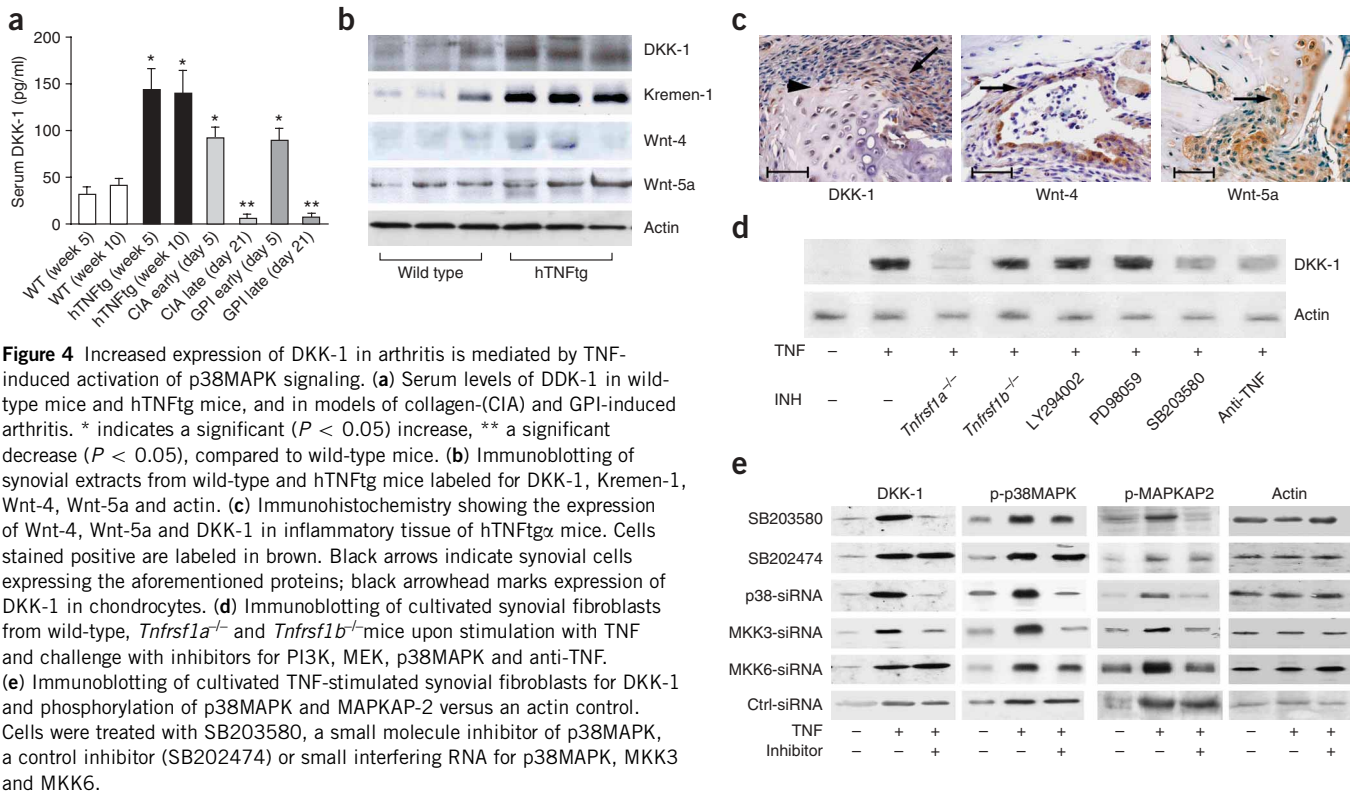 a
200
150
100
50
0
Serum DKK-1 (pg/ml)
*
*
*
**
*
**
WT (week 5)
WT (week 10)
hTNFtg (week 5)
hTNFtg (week 10)
CIA early (day 5)
CIA late (day 21)
GPI early (day 5)
GPI late (day 21)
b
DKK-1
Kremen-1
Wnt-4
Wnt-5a
Actin
Wild type hTNFtg
c
DKK-1 Wnt-4 Wnt-5a
d
DKK-1
Actin
TNF – + + + + + + +
INH – – Tnfrsf1a–/– Tnfrsf1b–/– LY294002 PD98059 SB203580 Anti-TNF
e
DKK-1 p-p38MAPK p-MAPKAP2 Actin
SB203580
SB202474
p38-siRNA
MKK3-siRNA
MKK6-siRNA
Ctrl-siRNA
TNF – + + – + + – + + – + +
Inhibitor – – + – – + – – + – – +
Figure 4 Increased expression of DKK-1 in arthritis is mediated by TNF-
induced activation of p38MAPK signaling. (a) Serum levels of DDK-1 in wild-
type mice and hTNFtg mice, and in models of collagen-(CIA) and GPI-induced
arthritis. * indicates a significant (P < 0.05) increase, ** a significant
decrease (P < 0.05), compared to wild-type mice. (b) Immunoblotting of
synovial extracts from wild-type and hTNFtg mice labeled for DKK-1, Kremen-1,
Wnt-4, Wnt-5a and actin. (c) Immunohistochemistry showing the expression
of Wnt-4, Wnt-5a and DKK-1 in inflammatory tissue of hTNFtgα mice. Cells
stained positive are labeled in brown. Black arrows indicate synovial cells
expressing the aforementioned proteins; black arrowhead marks expression of
DKK-1 in chondrocytes. (d) Immunoblotting of cultivated synovial fibroblasts
from wild-type, Tnfrsf1a–/– and Tnfrsf1b–/–mice upon stimulation with TNF
and challenge with inhibitors for PI3K, MEK, p38MAPK and anti-TNF.
(e) Immunoblotting of cultivated TNF-stimulated synovial fibroblasts for DKK-1
and phosphorylation of p38MAPK and MAPKAP-2 versus an actin control.
Cells were treated with SB203580, a small molecule inhibitor of p38MAPK,
a control inhibitor (SB202474) or small interfering RNA for p38MAPK, MKK3
and MKK6.